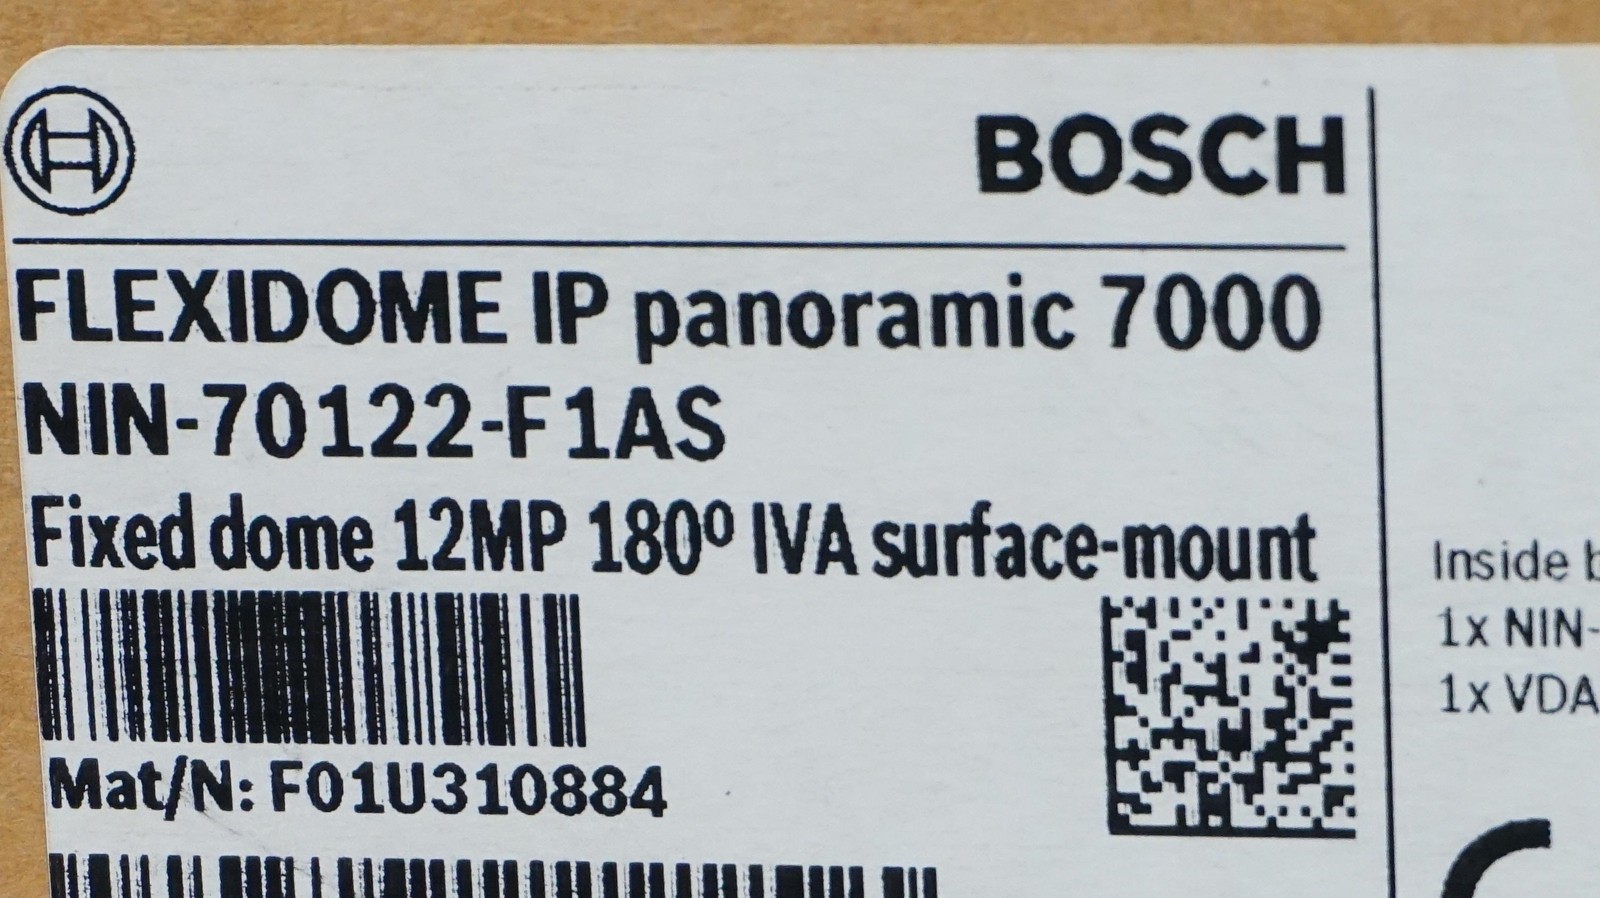 BOSCH
FLEXIDOME IP panoramic 7000
NIN-70122-F1AS
Fixed dome 12MP 180º IVA surface-mount
Mat/N: F01U310884
Inside b
1x NIN-
1x VDA